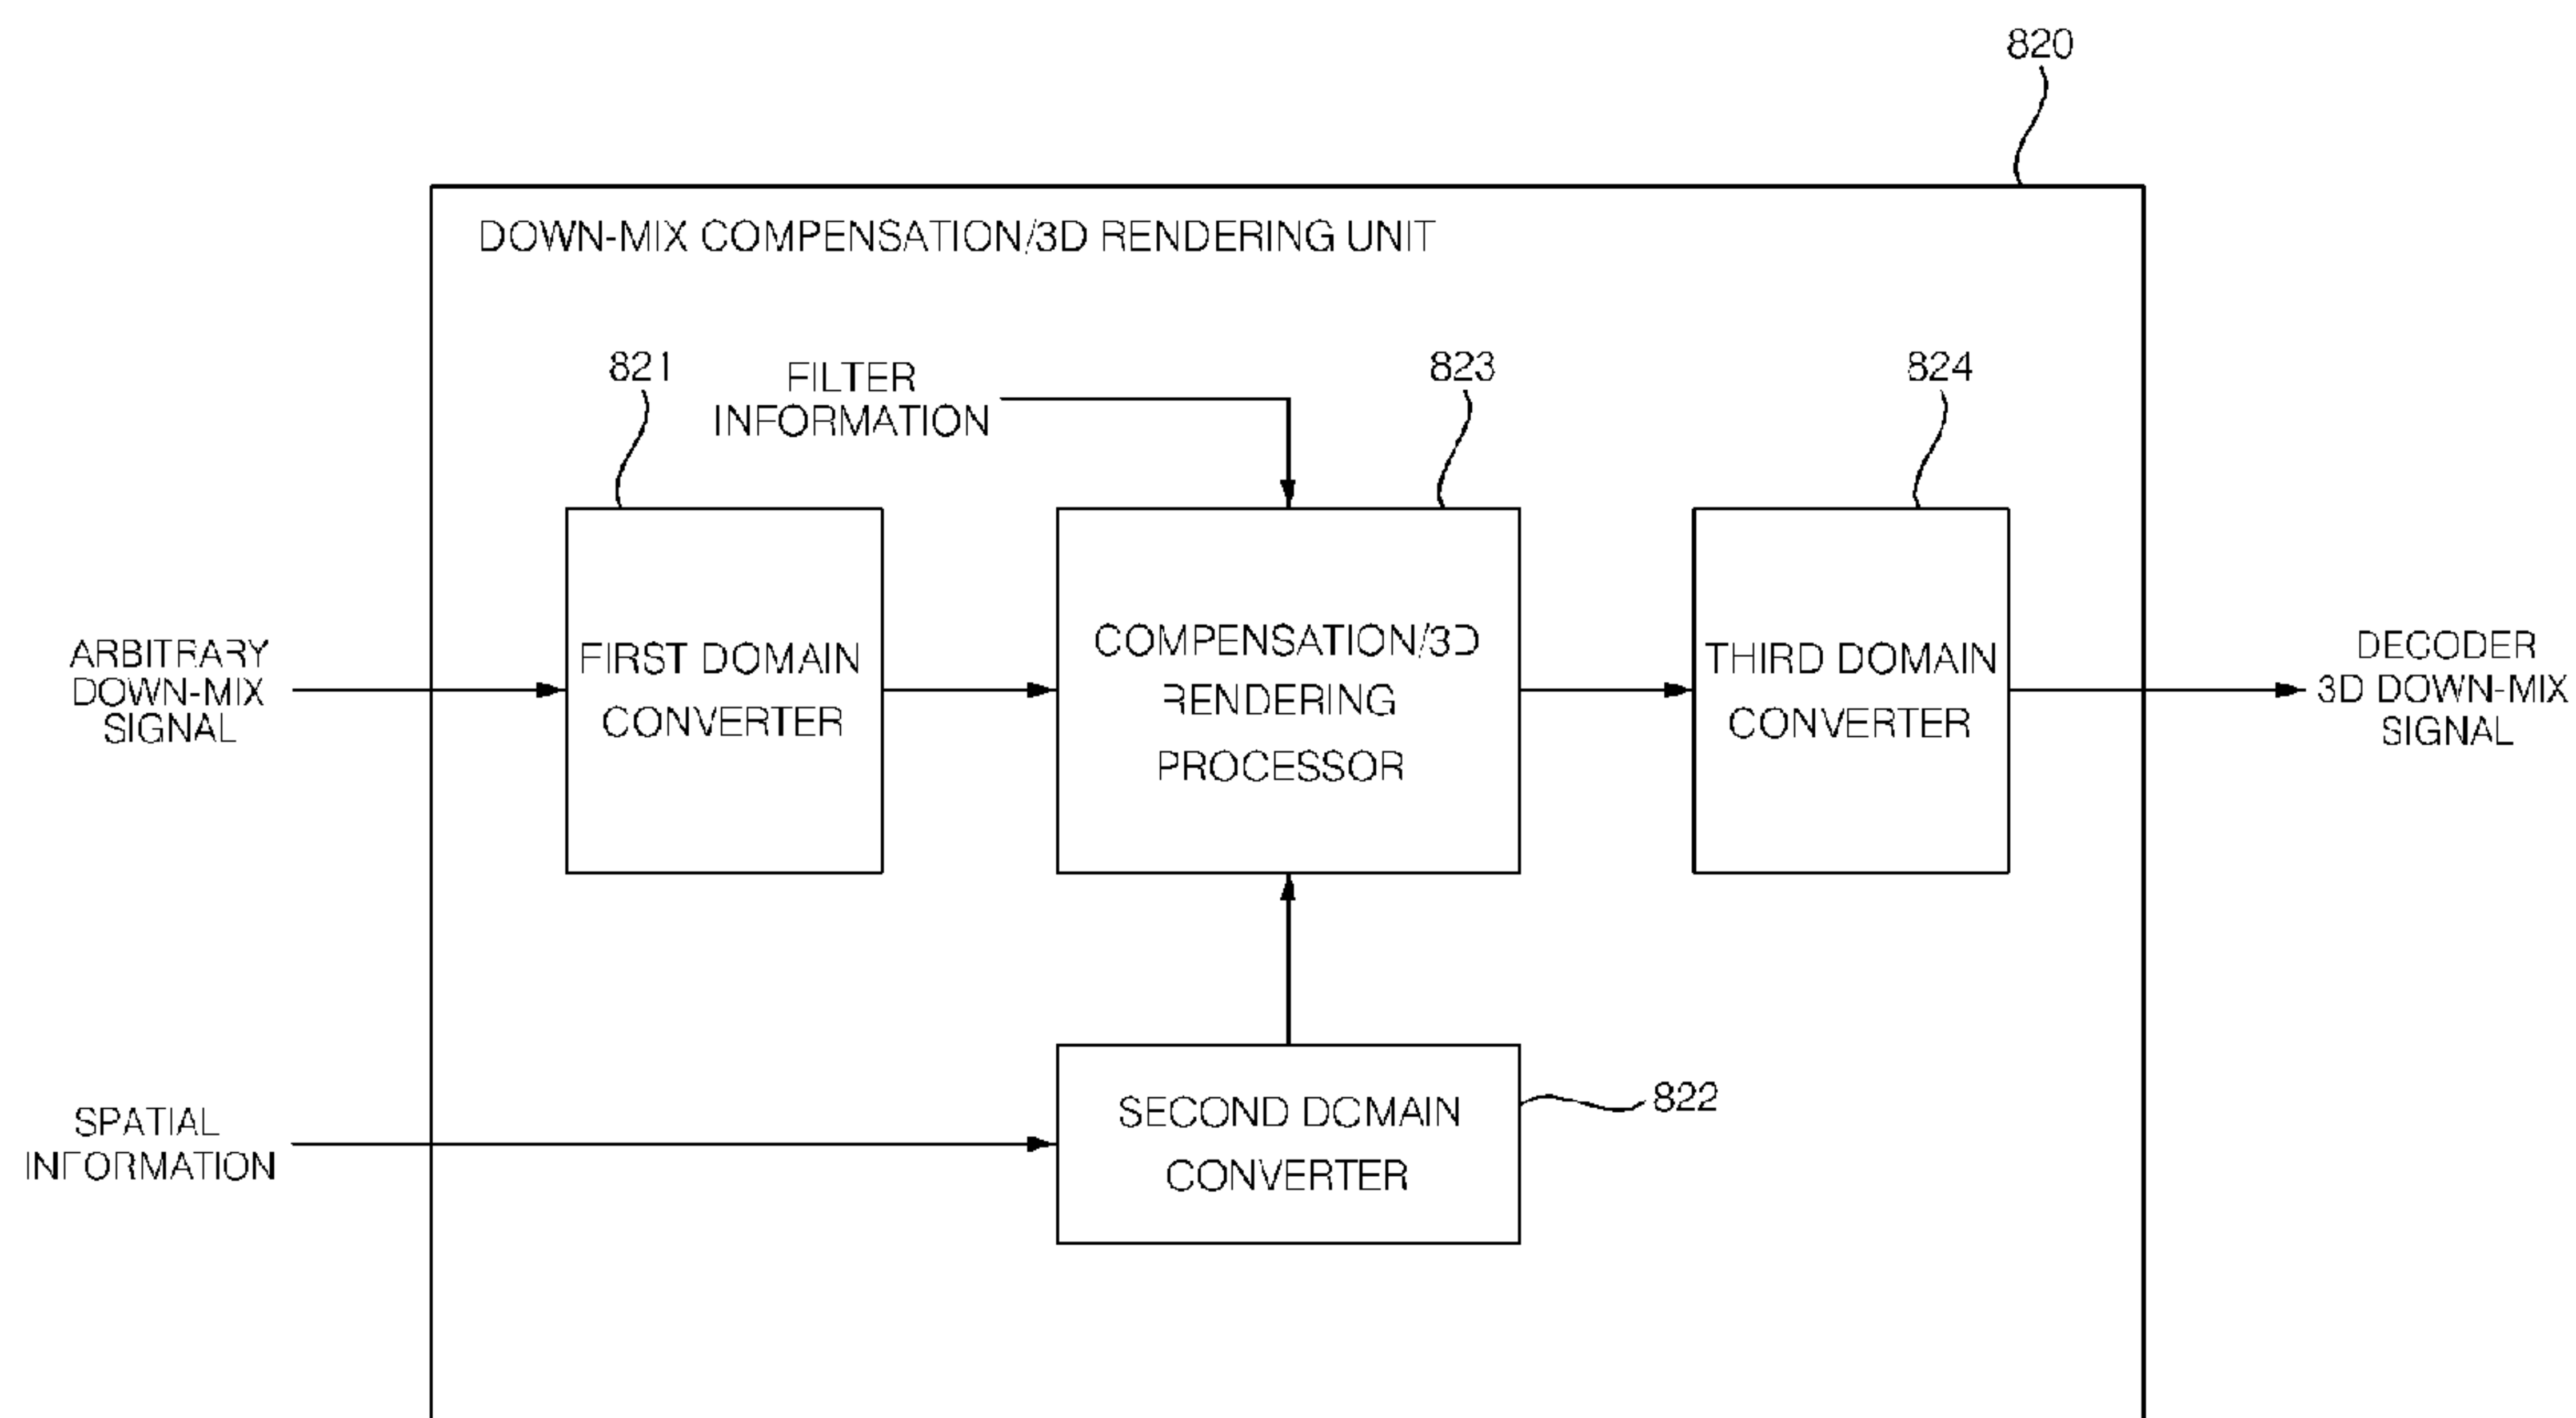 820
DOWN-MIX COMPENSATION/3D RENDERING UNIT
821
FILTER
INFORMATION
823
824
ARBITRARY
DOWN-MIX
SIGNAL
FIRST DOMAIN
CONVERTER
COMPENSATION/3D
RENDERING
PROCESSOR
THIRD DOMAIN
CONVERTER
DECODER
3D DOWN-MIX
SIGNAL
SPATIAL
INFORMATION
SECOND DOMAIN
CONVERTER
822